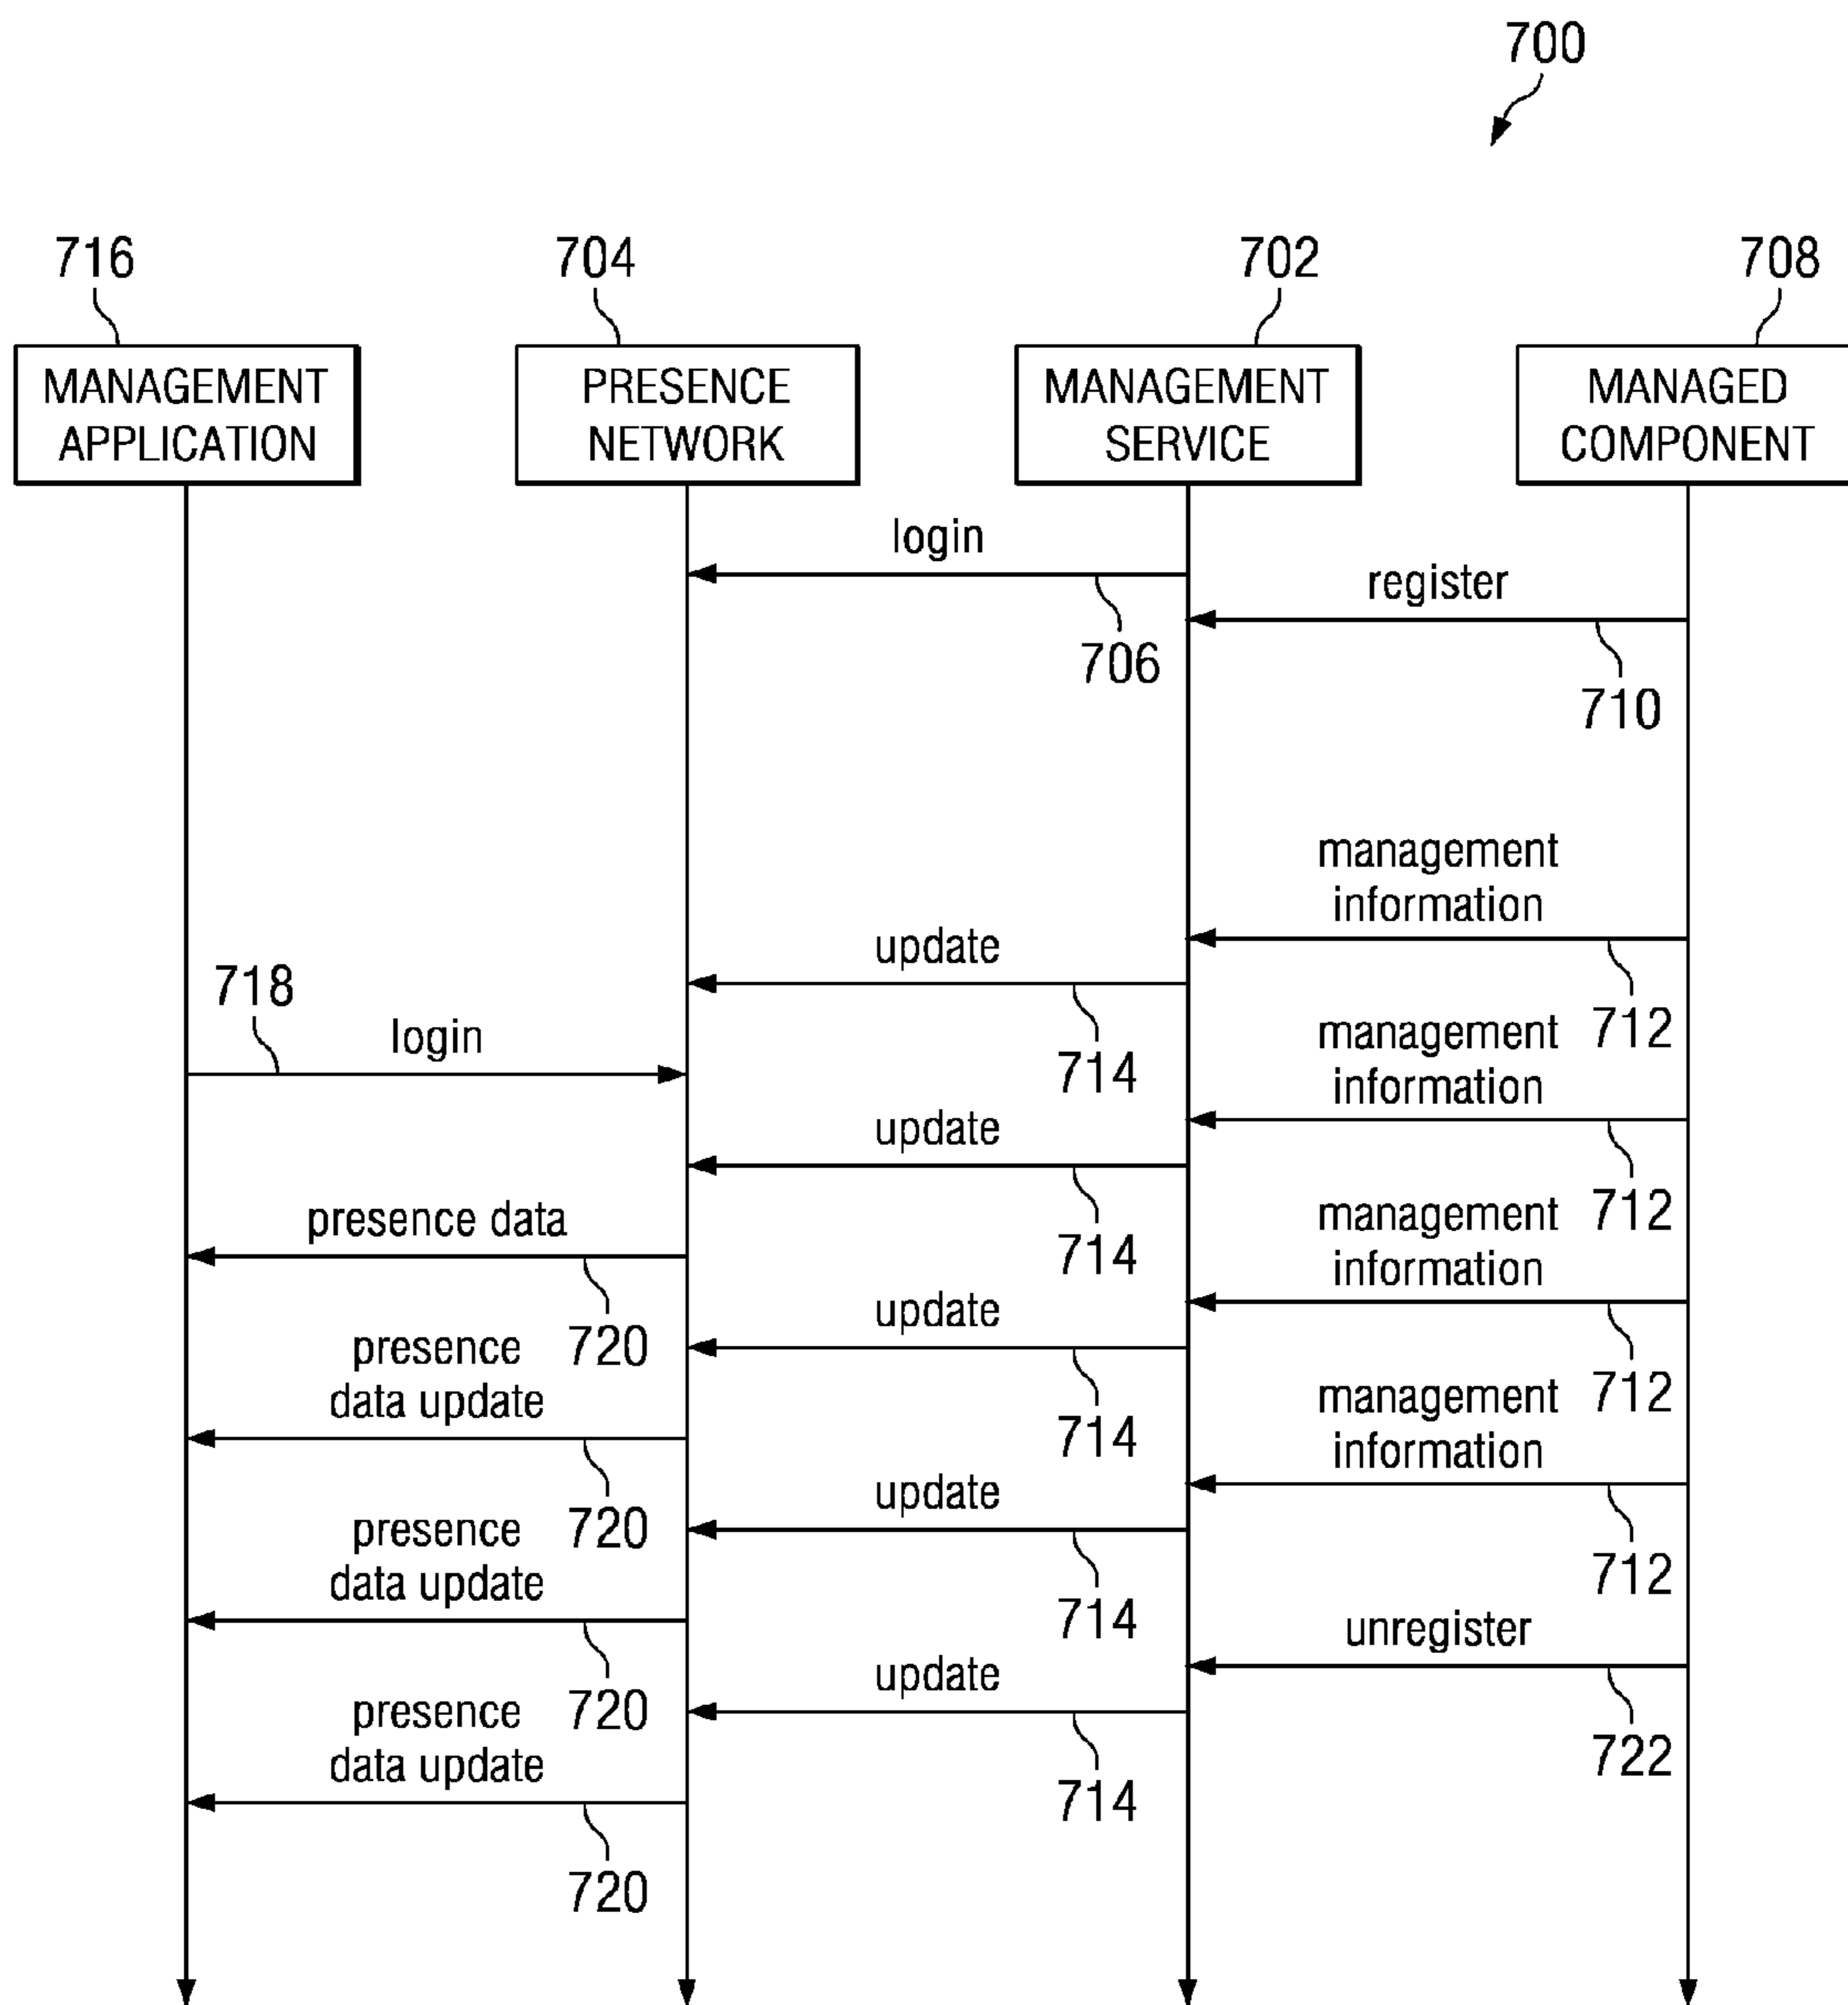 700
716
704
702
708
MANAGEMENT
APPLICATION
PRESENCE
NETWORK
MANAGEMENT
SERVICE
MANAGED
COMPONENT
login
706
register
710
management
information
712
update
714
718
login
management
information
712
update
714
presence data
720
management
information
712
update
714
presence
data update
720
management
information
712
update
714
presence
data update
720
unregister
722
update
714
presence
data update
720